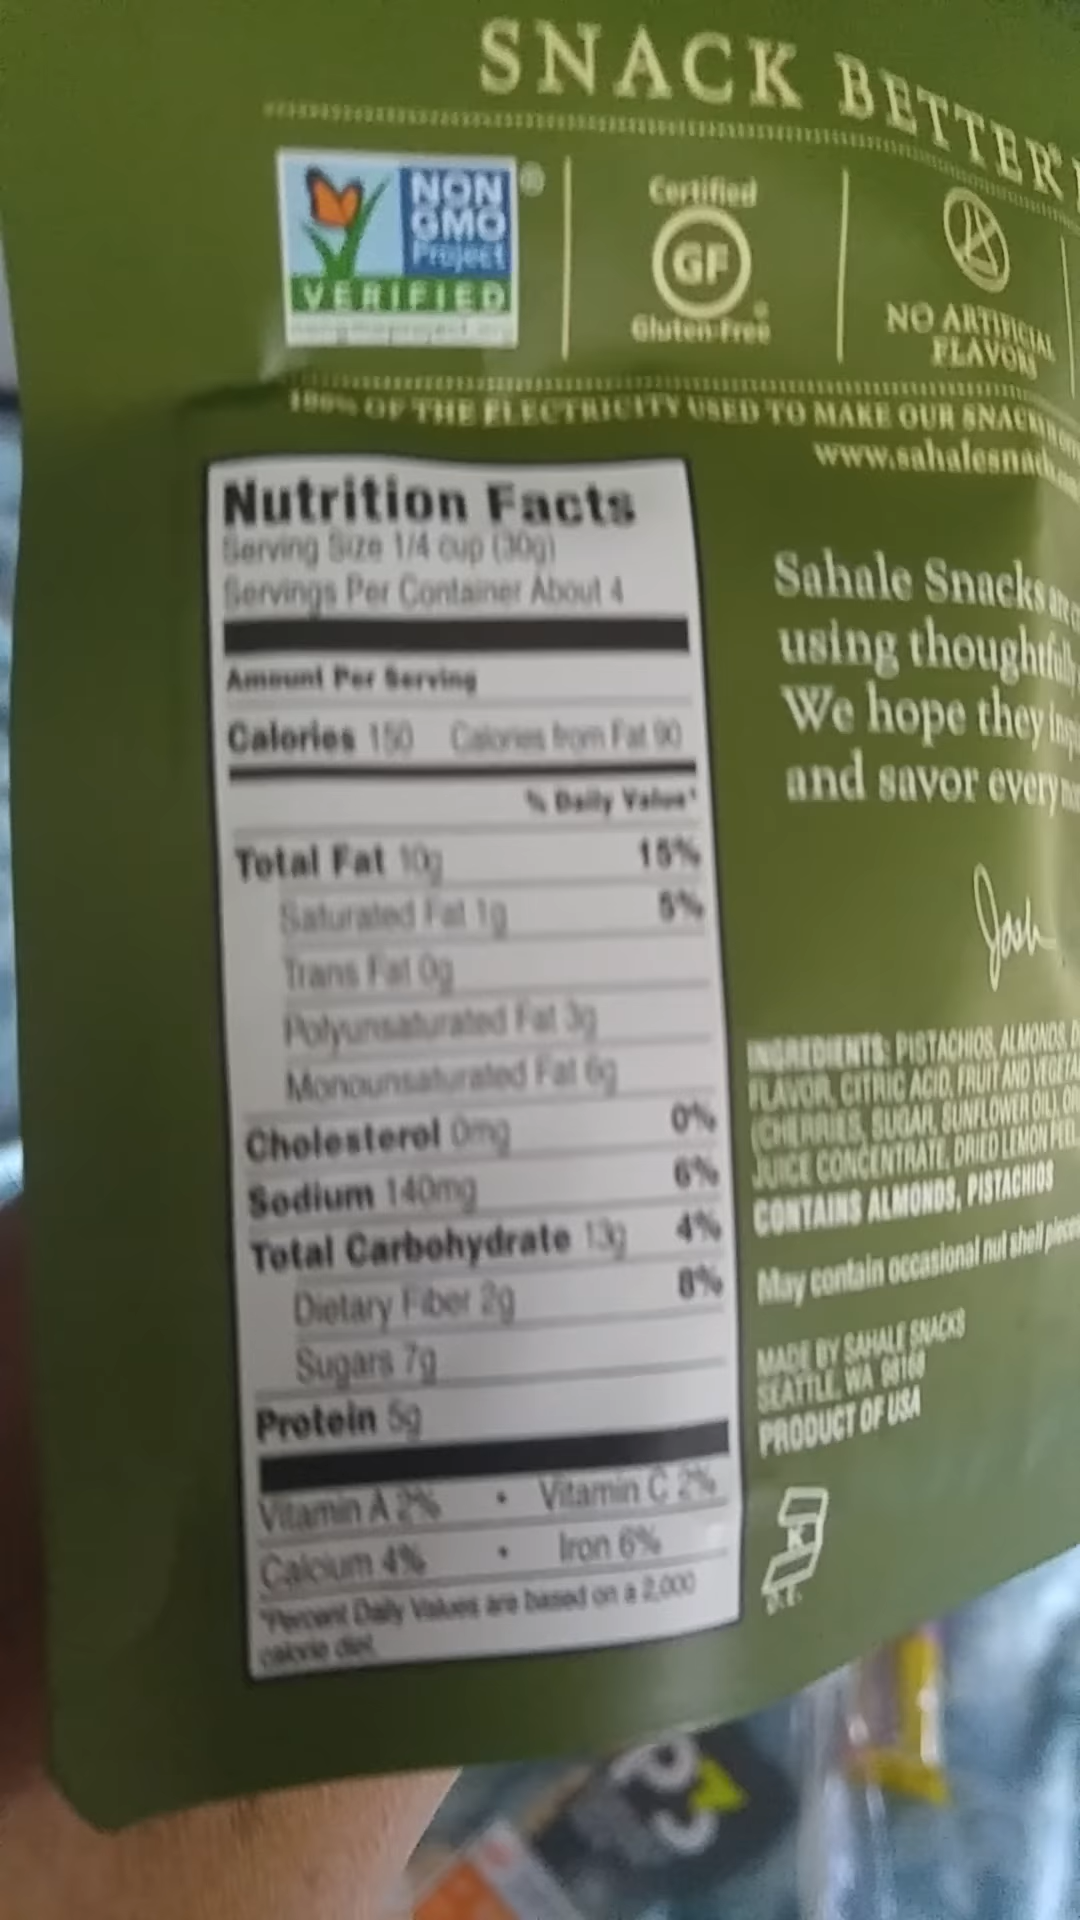 SNACK BETTER®
NON
GMO
Project
VERIFIED
®
Certified
GF
Gluten-Free
NO ARTIFICIAL
FLAVORS
100% OF THE ELECTRICITY USED TO MAKE OUR SNACKS
www.sahalesnacks
Nutrition Facts
Serving Size 1/4 cup (30g)
Servings Per Container About 4
Amount Per Serving
Calories 150 Calories from Fat 90
% Daily Value*
Total Fat 10g 15%
Saturated Fat 1g 5%
Trans Fat 0g
Polyunsaturated Fat 3g
Monounsaturated Fat 6g
Cholesterol 0mg 0%
Sodium 140mg 6%
Total Carbohydrate 13g 4%
Dietary Fiber 2g 8%
Sugars 7g
Protein 5g
Vitamin A 2% • Vitamin C 2%
Calcium 4% • Iron 6%
*Percent Daily Values are based on a 2,000
calorie diet.
Sahale Snacks are
using thoughtfully
We hope they
and savor every
Josh
INGREDIENTS: PISTACHIOS, ALMONDS,
FLAVOR, CITRIC ACID, FRUIT AND
(CHERRIES, SUGAR, SUNFLOWER OIL),
JUICE CONCENTRATE, DRIED LEMON PEEL
CONTAINS ALMONDS, PISTACHIOS
May contain occasional nut shell pieces
MADE BY SAHALE SNACKS
SEATTLE, WA 98168
PRODUCT OF USA
K
D.E.